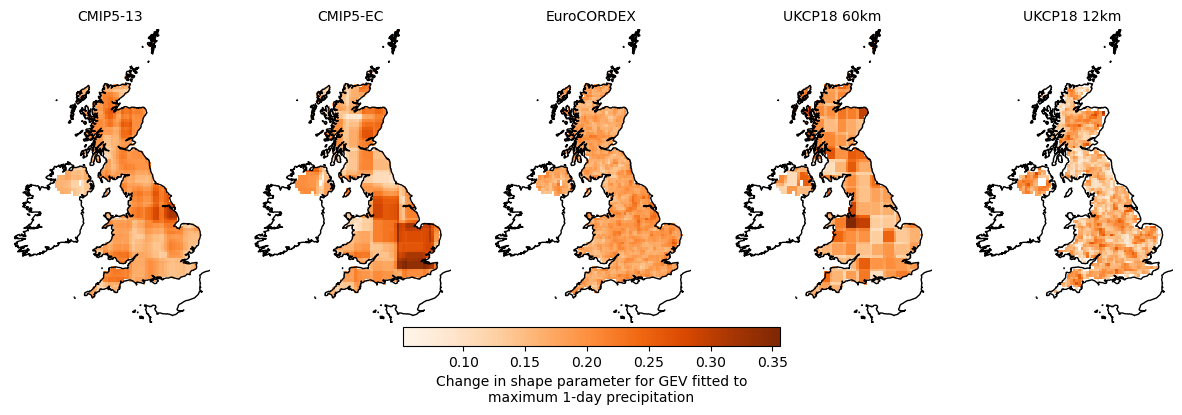 CMIP5-13
CMIP5-EC
EuroCORDEX
UKCP18 60km
UKCP18 12km
0.10
0.15
0.20
0.25
0.30
0.35
Change in shape parameter for GEV fitted to
maximum 1-day precipitation